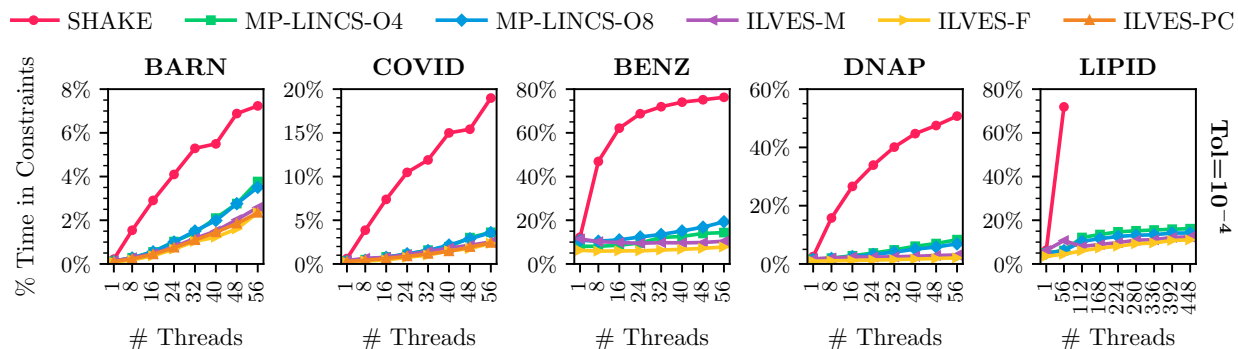 SHAKE MP-LINCS-O4 MP-LINCS-O8 ILVES-M ILVES-F ILVES-PC
BARN COVID BENZ DNAP LIPID
% Time in Constraints
8%
6%
4%
2%
0%
1 8 16 24 32 40 48 56
# Threads
20%
15%
10%
5%
0%
1 8 16 24 32 40 48 56
# Threads
80%
60%
40%
20%
0%
1 8 16 24 32 40 48 56
# Threads
60%
40%
20%
0%
1 8 16 24 32 40 48 56
# Threads
80%
60%
40%
20%
0%
1 56 112 168 224 280 336 392 448
# Threads
Tol=10⁻⁴